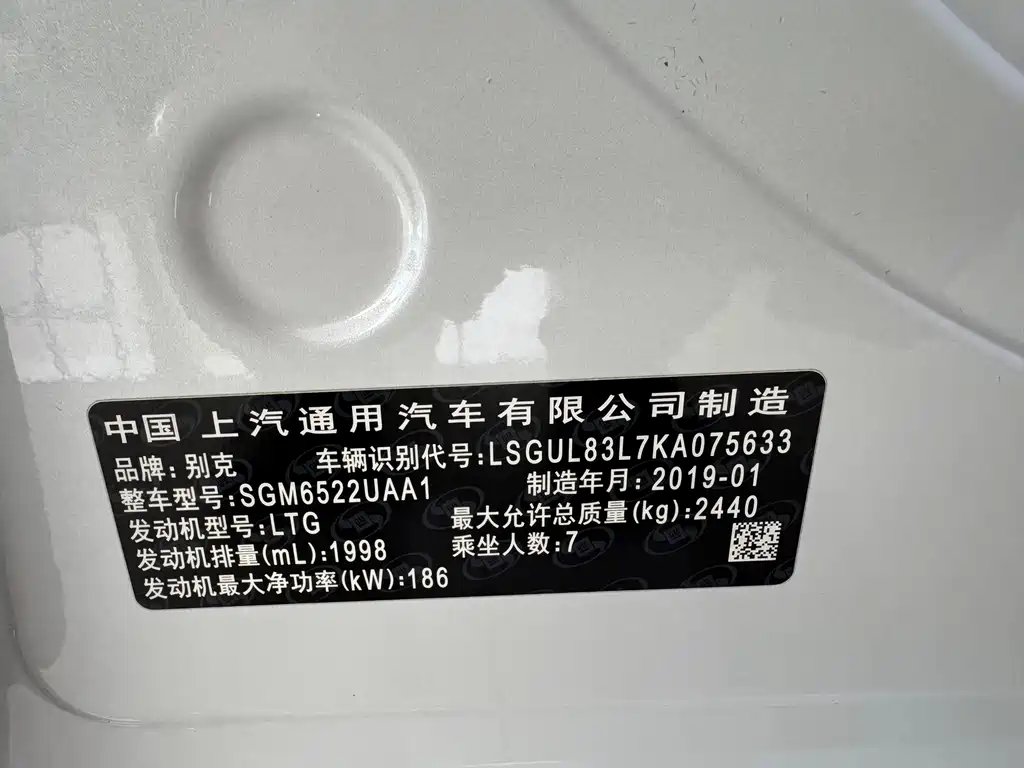 中国 上汽通用汽车有限公司制造
品牌:别克 车辆识别代号:LSGUL83L7KA075633
整车型号:SGM6522UAA1 制造年月:2019-01
发动机型号:LTG 最大允许总质量(kg):2440
发动机排量(mL):1998 乘坐人数:7
发动机最大净功率(kW):186